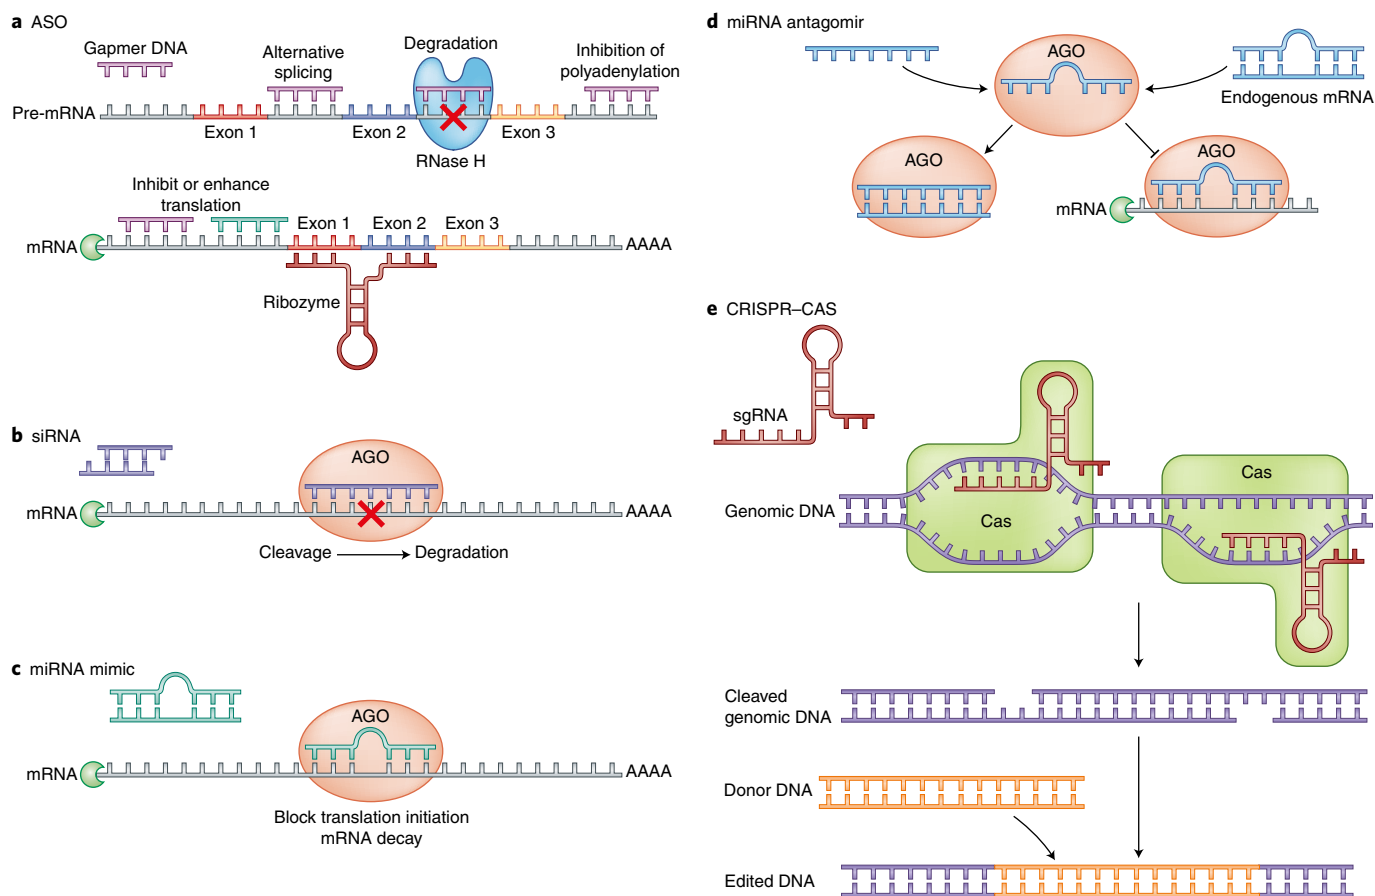 a ASO
Gapmer DNA
Alternative
splicing
Degradation
Inhibition of
polyadenylation
Pre-mRNA
Exon 1
Exon 2
Exon 3
RNase H
Inhibit or enhance
translation
Exon 1
Exon 2
Exon 3
mRNA
AAAA
Ribozyme
b siRNA
AGO
mRNA
AAAA
Cleavage
Degradation
c miRNA mimic
AGO
mRNA
AAAA
Block translation initiation
mRNA decay
d miRNA antagomir
AGO
Endogenous mRNA
AGO
AGO
mRNA
e CRISPR–CAS
sgRNA
Cas
Genomic DNA
Cas
Cleaved
genomic DNA
Donor DNA
Edited DNA